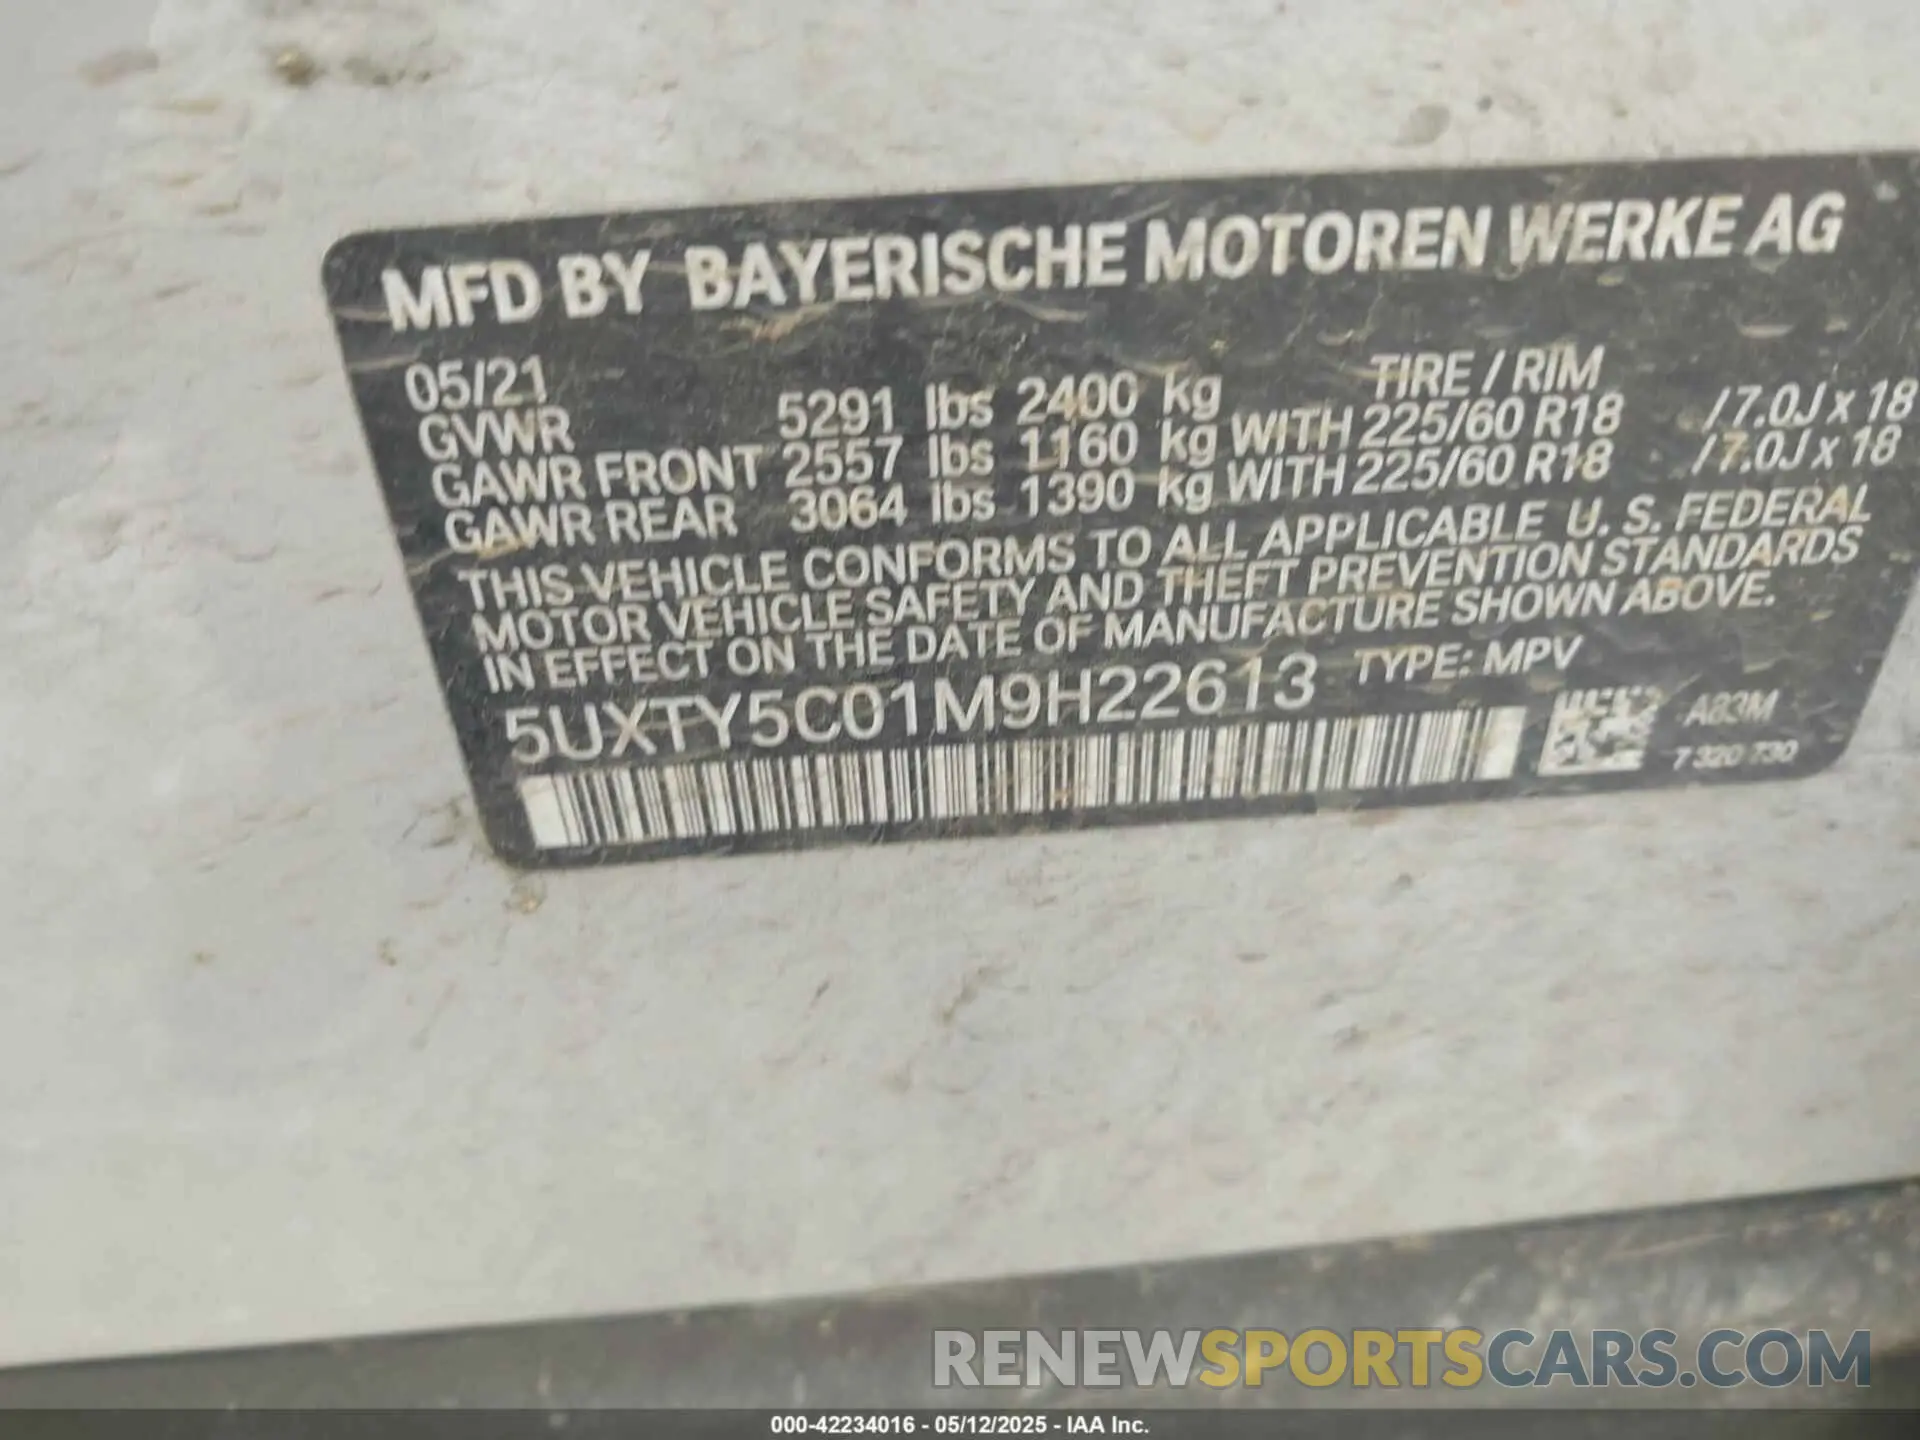 MFD BY BAYERISCHE MOTOREN WERKE AG
05/21 TIRE / RIM
GVWR 5291 lbs 2400 kg
GAWR FRONT 2557 lbs 1160 kg WITH 225/60 R18 /7.0J x 18
GAWR REAR 3064 lbs 1390 kg WITH 225/60 R18 /7.0J x 18
THIS VEHICLE CONFORMS TO ALL APPLICABLE U. S. FEDERAL
MOTOR VEHICLE SAFETY AND THEFT PREVENTION STANDARDS
IN EFFECT ON THE DATE OF MANUFACTURE SHOWN ABOVE.
5UXTY5C01M9H22613 TYPE: MPV
A83M
7 320 730
RENEWSPORTSCARS.COM
000-42234016 - 05/12/2025 - IAA Inc.